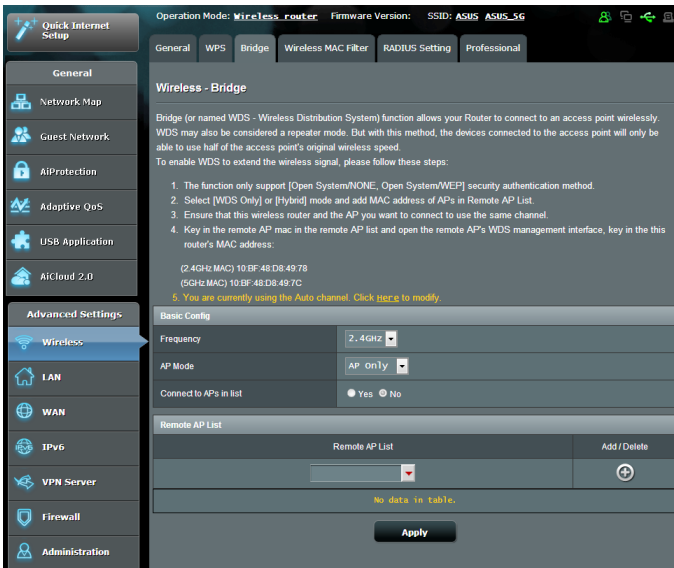 Operation Mode: Wireless router Firmware Version: SSID: ASUS ASUS_5G
Quick Internet
Setup
General
Network Map
Guest Network
AiProtection
Adaptive QoS
USB Application
AiCloud 2.0
Advanced Settings
Wireless
LAN
WAN
IPv6
VPN Server
Firewall
Administration
General WPS Bridge Wireless MAC Filter RADIUS Setting Professional
Wireless - Bridge
Bridge (or named WDS - Wireless Distribution System) function allows your Router to connect to an access point wirelessly.
WDS may also be considered a repeater mode. But with this method, the devices connected to the access point will only be
able to use half of the access point's original wireless speed.
To enable WDS to extend the wireless signal, please follow these steps:
1. The function only support [Open System/NONE, Open System/WEP] security authentication method.
2. Select [WDS Only] or [Hybrid] mode and add MAC address of APs in Remote AP List.
3. Ensure that this wireless router and the AP you want to connect to use the same channel.
4. Key in the remote AP mac in the remote AP list and open the remote AP's WDS management interface, key in the this
router's MAC address:
(2.4GHz MAC) 10:BF:48:D8:49:78
(5GHz MAC) 10:BF:48:D8:49:7C
5. You are currently using the Auto channel. Click Here to modify.
Basic Config
Frequency 2.4GHz
AP Mode AP Only
Connect to APs in list Yes No
Remote AP List
Remote AP List Add / Delete
No data in table.
Apply